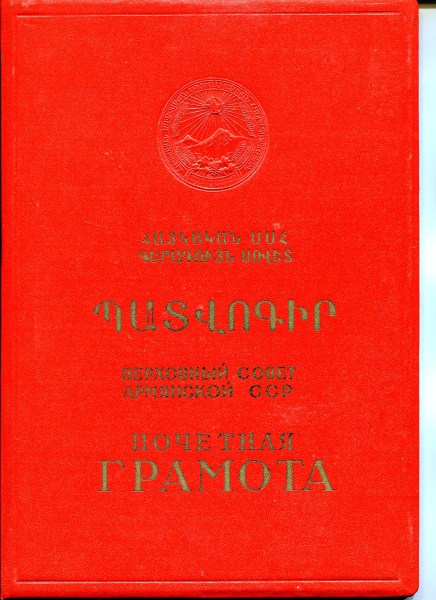 ՀԱՅԿԱԿԱՆ ՍՍՀ
ԳԵՐԱԳՈՒՅՆ ՍՈՎԵՏ
ՊԱՏՎՈԳԻՐ
ВЕРХОВНЫЙ СОВЕТ
АРМЯНСКОЙ ССР
ПОЧЕТНАЯ
ГРАМОТА